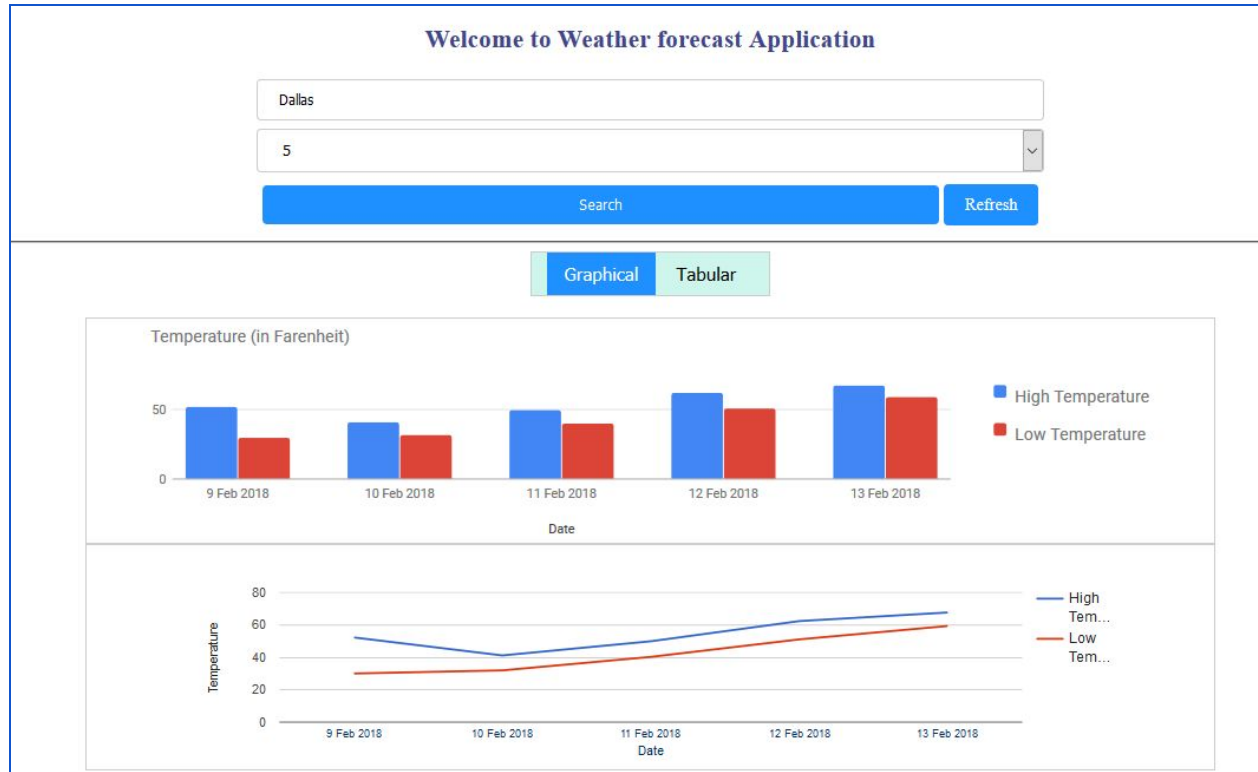 Welcome to Weather forecast Application
Dallas
5
Search Refresh
Graphical Tabular
Temperature (in Farenheit)
50
0
9 Feb 2018 10 Feb 2018 11 Feb 2018 12 Feb 2018 13 Feb 2018
Date
High Temperature
Low Temperature
Temperature
80
60
40
20
0
9 Feb 2018 10 Feb 2018 11 Feb 2018 12 Feb 2018 13 Feb 2018
Date
High
Tem...
Low
Tem...